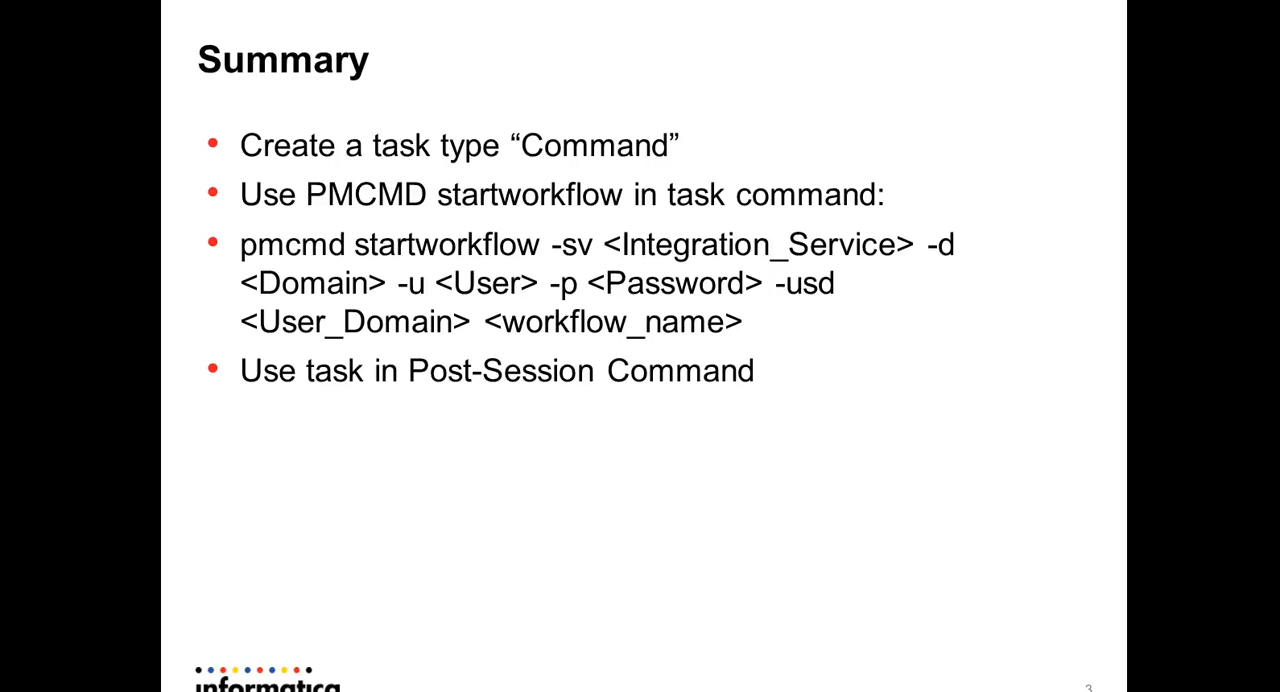 Summary
• Create a task type “Command”
• Use PMCMD startworkflow in task command:
• pmcmd startworkflow -sv <Integration_Service> -d
<Domain> -u <User> -p <Password> -usd
<User_Domain> <workflow_name>
• Use task in Post-Session Command
informatica
3